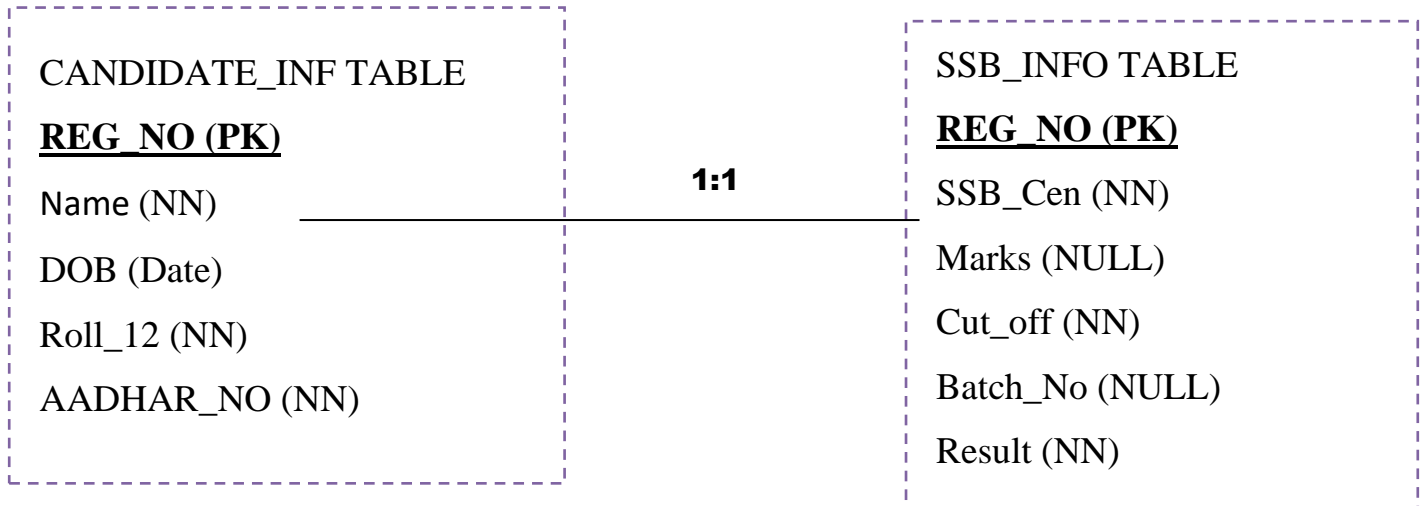 CANDIDATE_INF TABLE
REG_NO (PK)
Name (NN)
DOB (Date)
Roll_12 (NN)
AADHAR_NO (NN)
1:1
SSB_INFO TABLE
REG_NO (PK)
SSB_Cen (NN)
Marks (NULL)
Cut_off (NN)
Batch_No (NULL)
Result (NN)